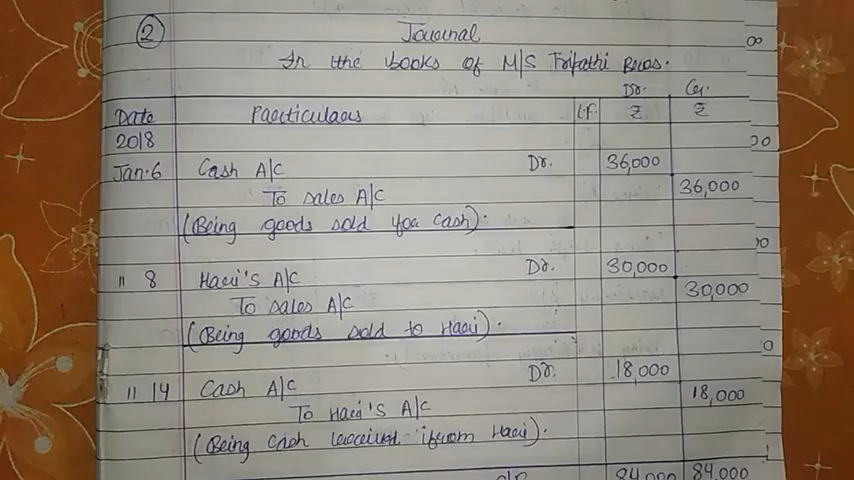 2 Journal
In the books of M/S Tripathi Bros.
Dr. Cr.
Date Particulars L.F. ₹ ₹
2018
Jan. 6 Cash A/C Dr. 36,000
To sales A/C 36,000
(Being goods sold for cash).
" 8 Hari's A/C Dr. 30,000
To sales A/C 30,000
(Being goods sold to Hari).
" 14 Cash A/C Dr. 18,000
To Hari's A/C 18,000
(Being cash received from Hari).
84,000 84,000